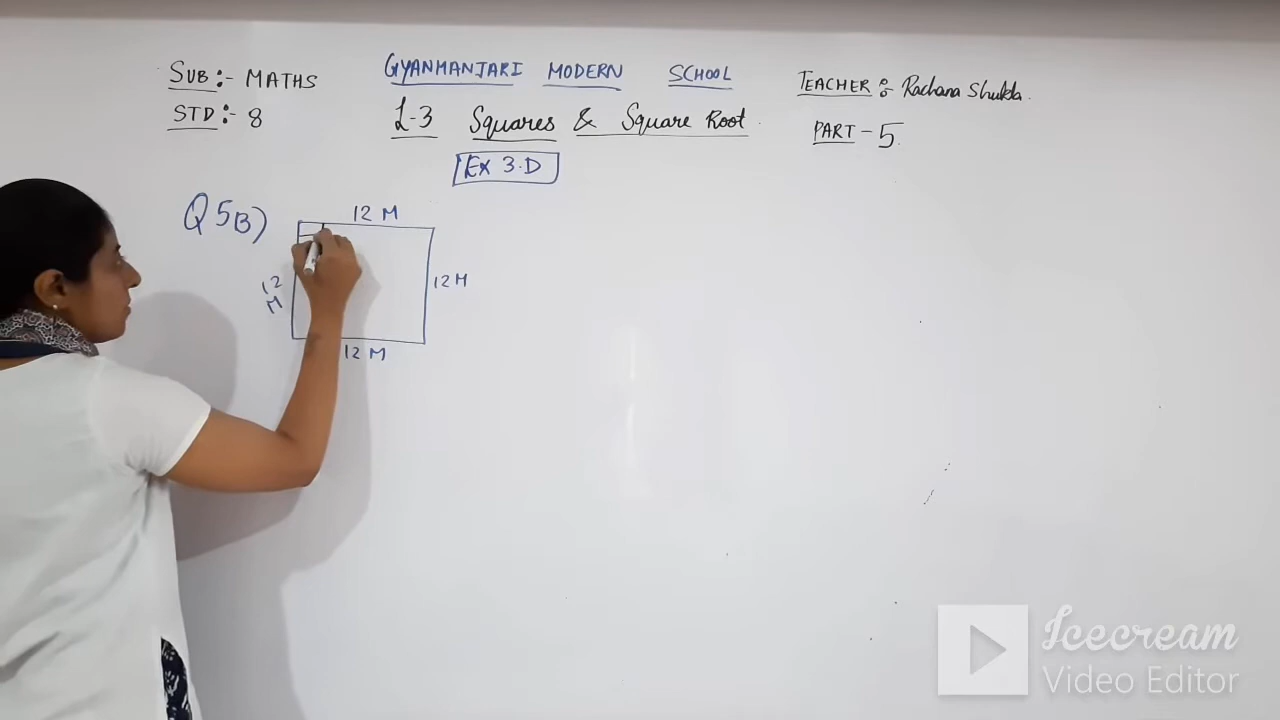 SUB:- MATHS
STD:- 8
GYANMANJARI MODERN SCHOOL
L-3 Squares & Square Root
Ex 3.D
TEACHER:- Rachana Shukla.
PART - 5.
Q 5B)
12 M
12 M
12 M
12 M
Icecream
Video Editor